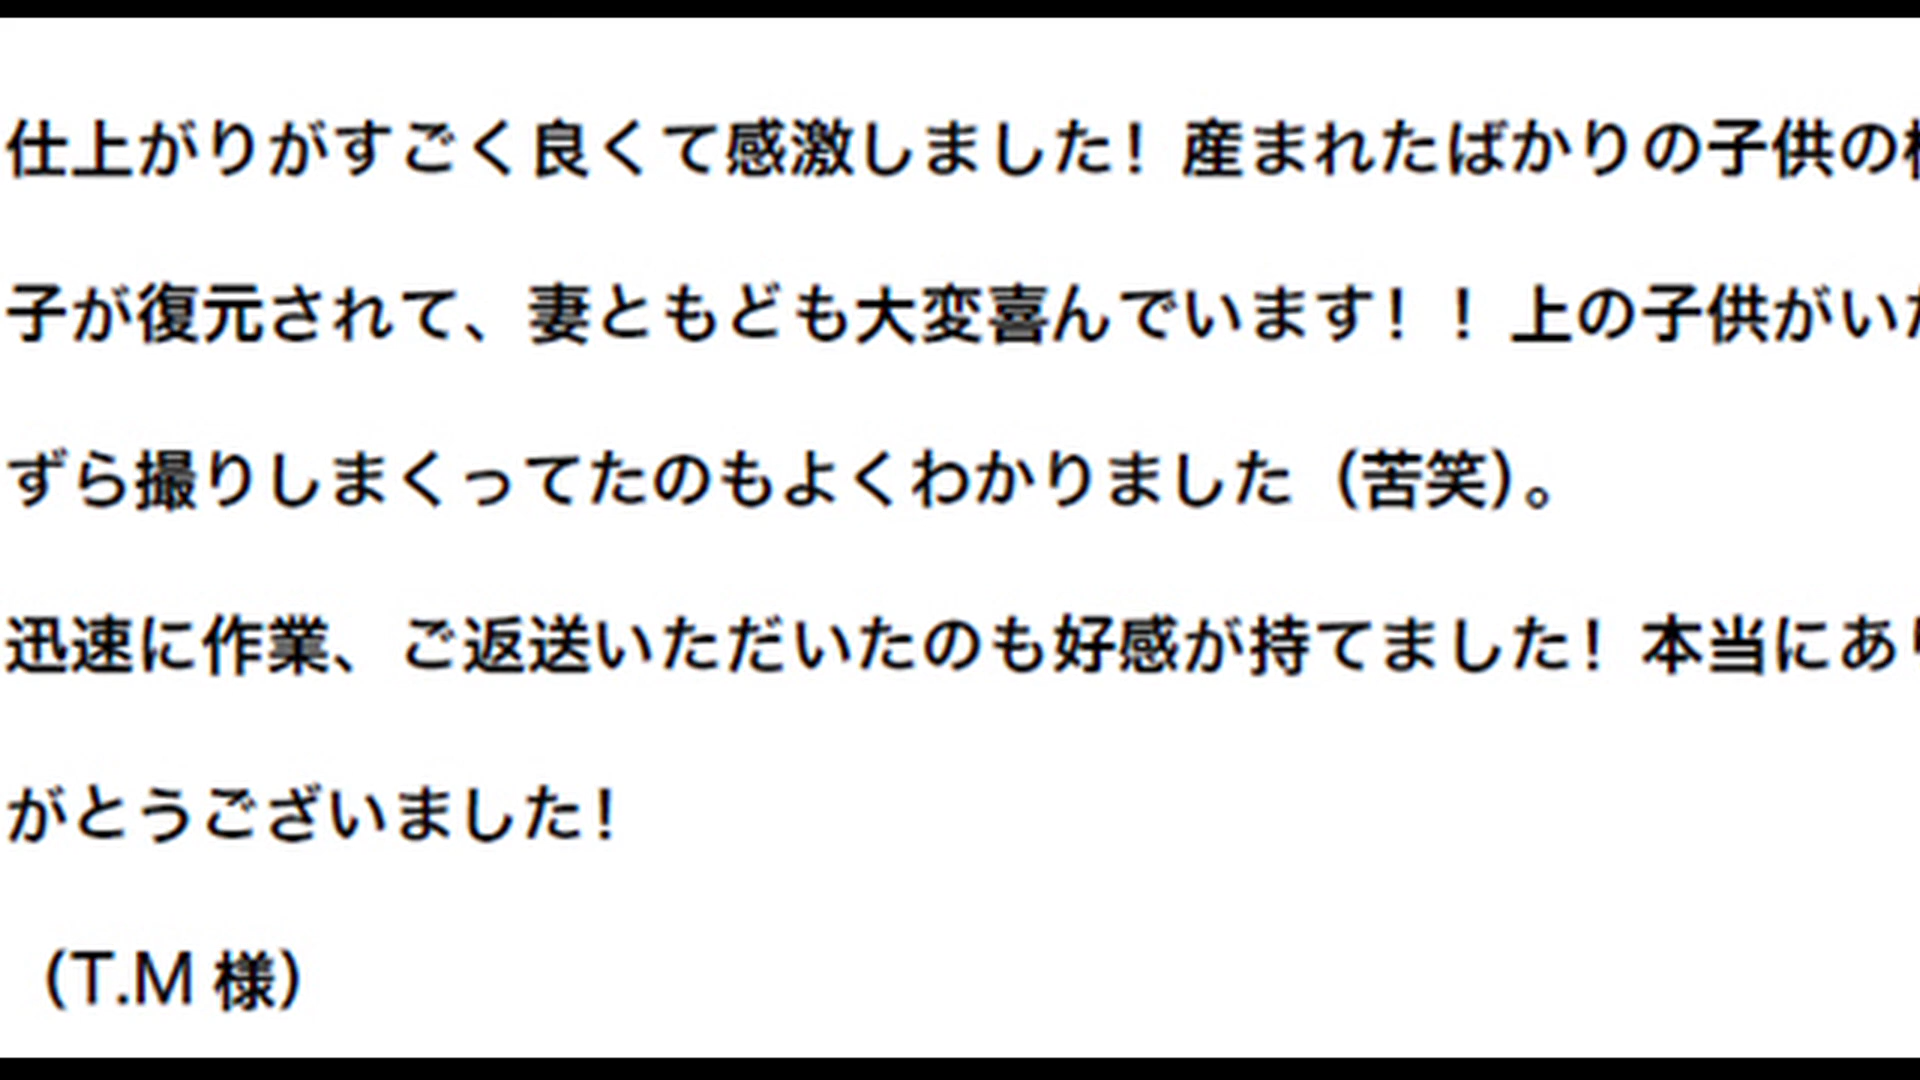 仕上がりがすごく良くて感激しました！産まれたばかりの子供の様
子が復元されて、妻ともども大変喜んでいます！！上の子供がいた
ずら撮りしまくってたのもよくわかりました（苦笑）。
迅速に作業、ご返送いただいたのも好感が持てました！本当にあり
がとうございました！
（T.M 様）